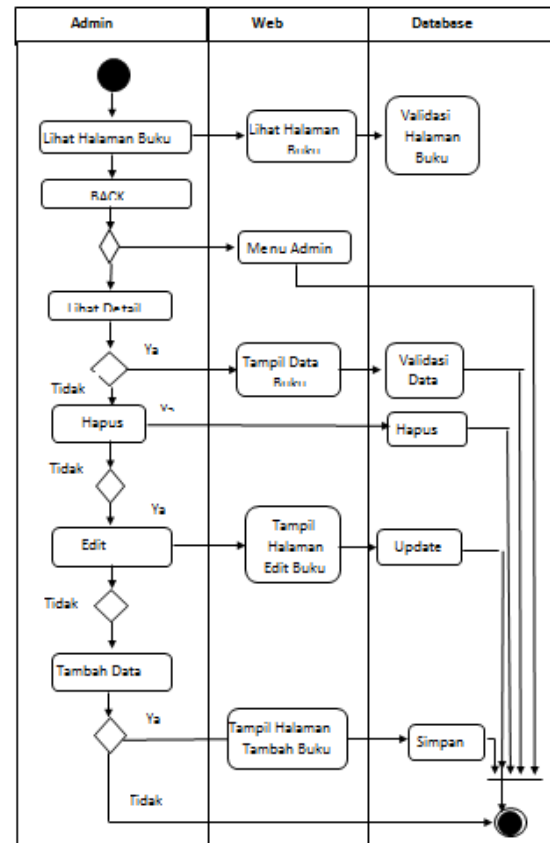 Admin
Web
Database
Lihat Halaman Buku
Lihat Halaman
Buku
Validasi
Halaman
Buku
BACK
Menu Admin
Lihat Detail
Ya
Tampil Data
Buku
Validasi
Data
Tidak
Ya
Hapus
Hapus
Tidak
Ya
Edit
Tampil
Halaman
Edit Buku
Update
Tidak
Tambah Data
Ya
Tampil Halaman
Tambah Buku
Simpan
Tidak